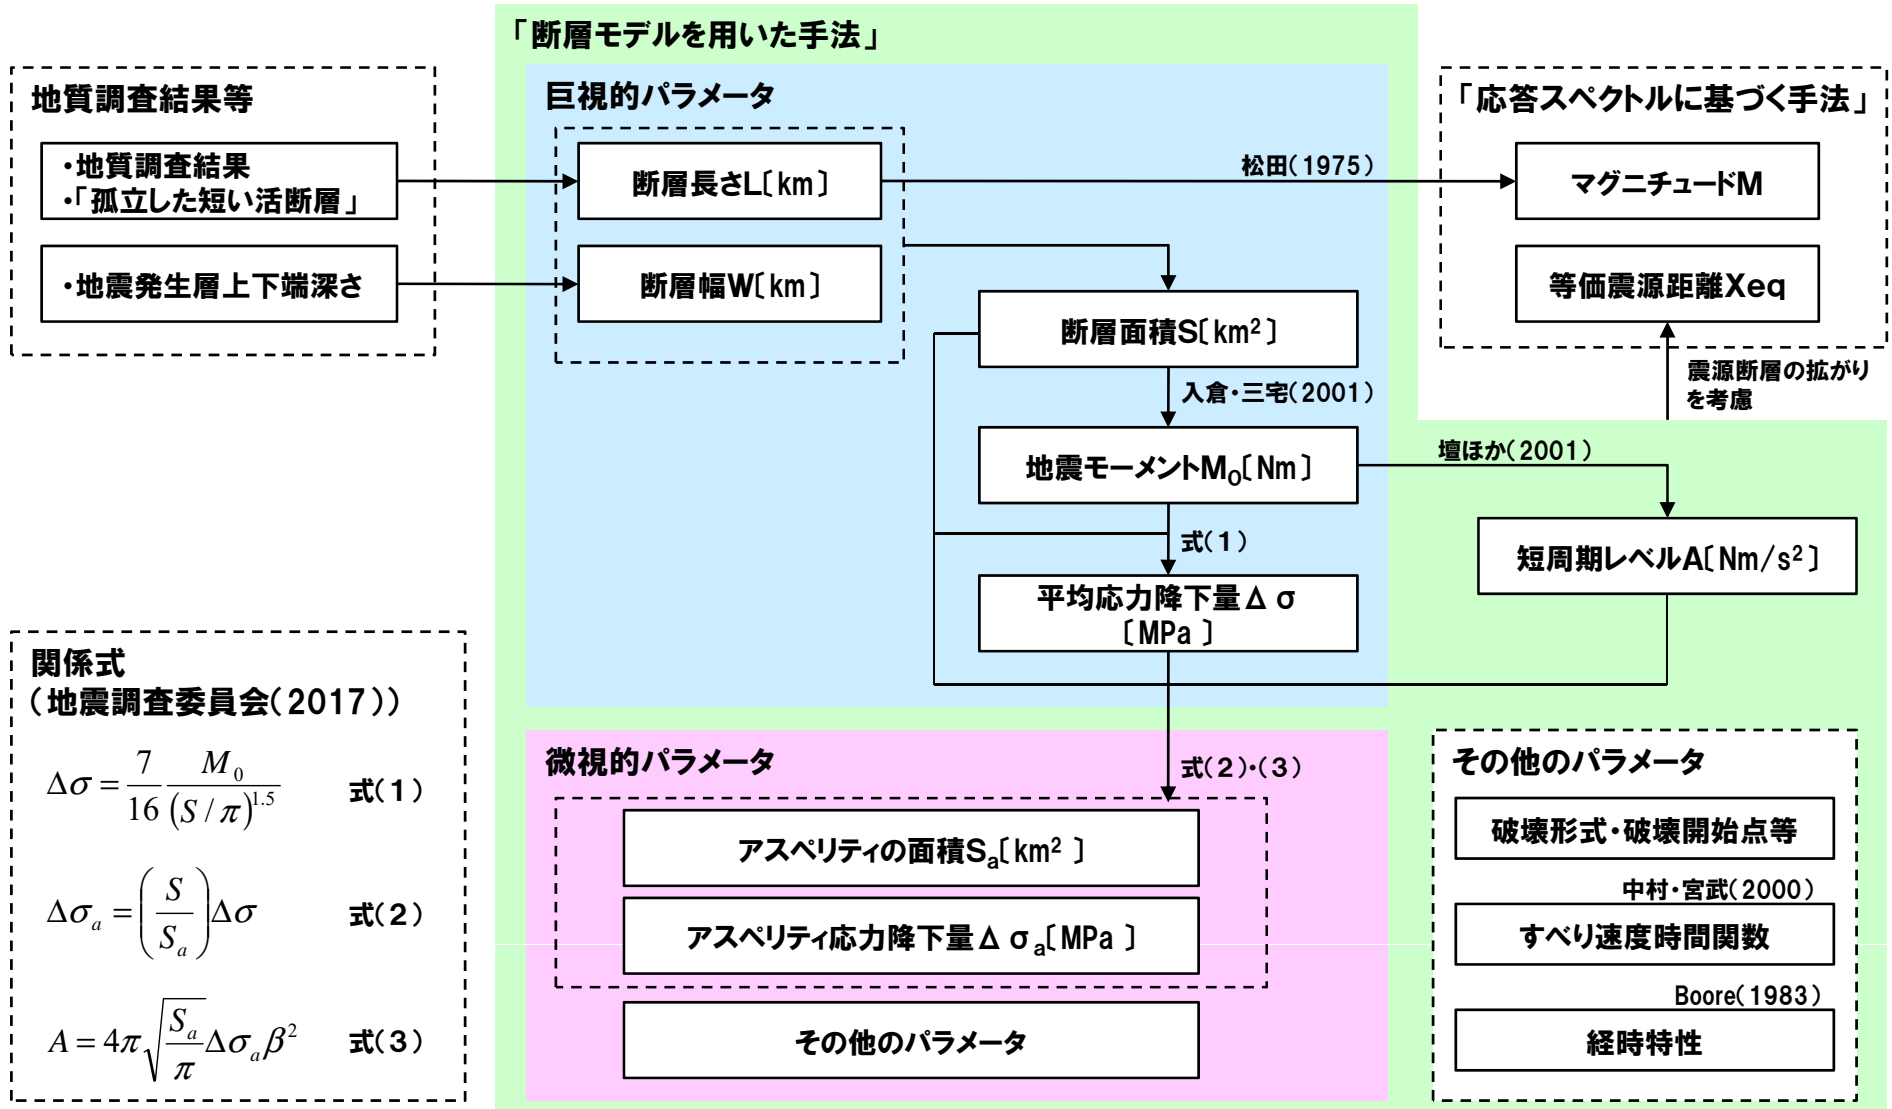 「断層モデルを用いた手法」
地質調査結果等
・地質調査結果
・「孤立した短い活断層」
・地震発生層上下端深さ
巨視的パラメータ
断層長さL〔km〕
断層幅W〔km〕
松田(1975)
「応答スペクトルに基づく手法」
マグニチュードM
等価震源距離Xeq
断層面積S〔km²〕
震源断層の拡がり
を考慮
入倉・三宅(2001)
地震モーメントM₀〔Nm〕
壇ほか(2001)
式(1)
短周期レベルA〔Nm/s²〕
平均応力降下量Δσ
〔MPa〕
関係式
(地震調査委員会(2017))
Δσ = 7/16 M₀/(S/π)^1.5 式(1)
Δσₐ = (S/Sₐ)Δσ 式(2)
A = 4π√(Sₐ/π)Δσₐβ² 式(3)
微視的パラメータ
式(2)・(3)
アスペリティの面積Sₐ〔km²〕
アスペリティ応力降下量Δσₐ〔MPa〕
その他のパラメータ
その他のパラメータ
破壊形式・破壊開始点等
中村・宮武(2000)
すべり速度時間関数
Boore(1983)
経時特性